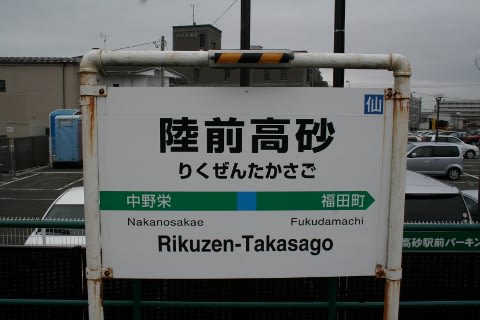 仙
陸前高砂
りくぜんたかさご
中野栄 福田町
Nakanosakae Fukudamachi
Rikuzen-Takasago
高砂駅前パーキン